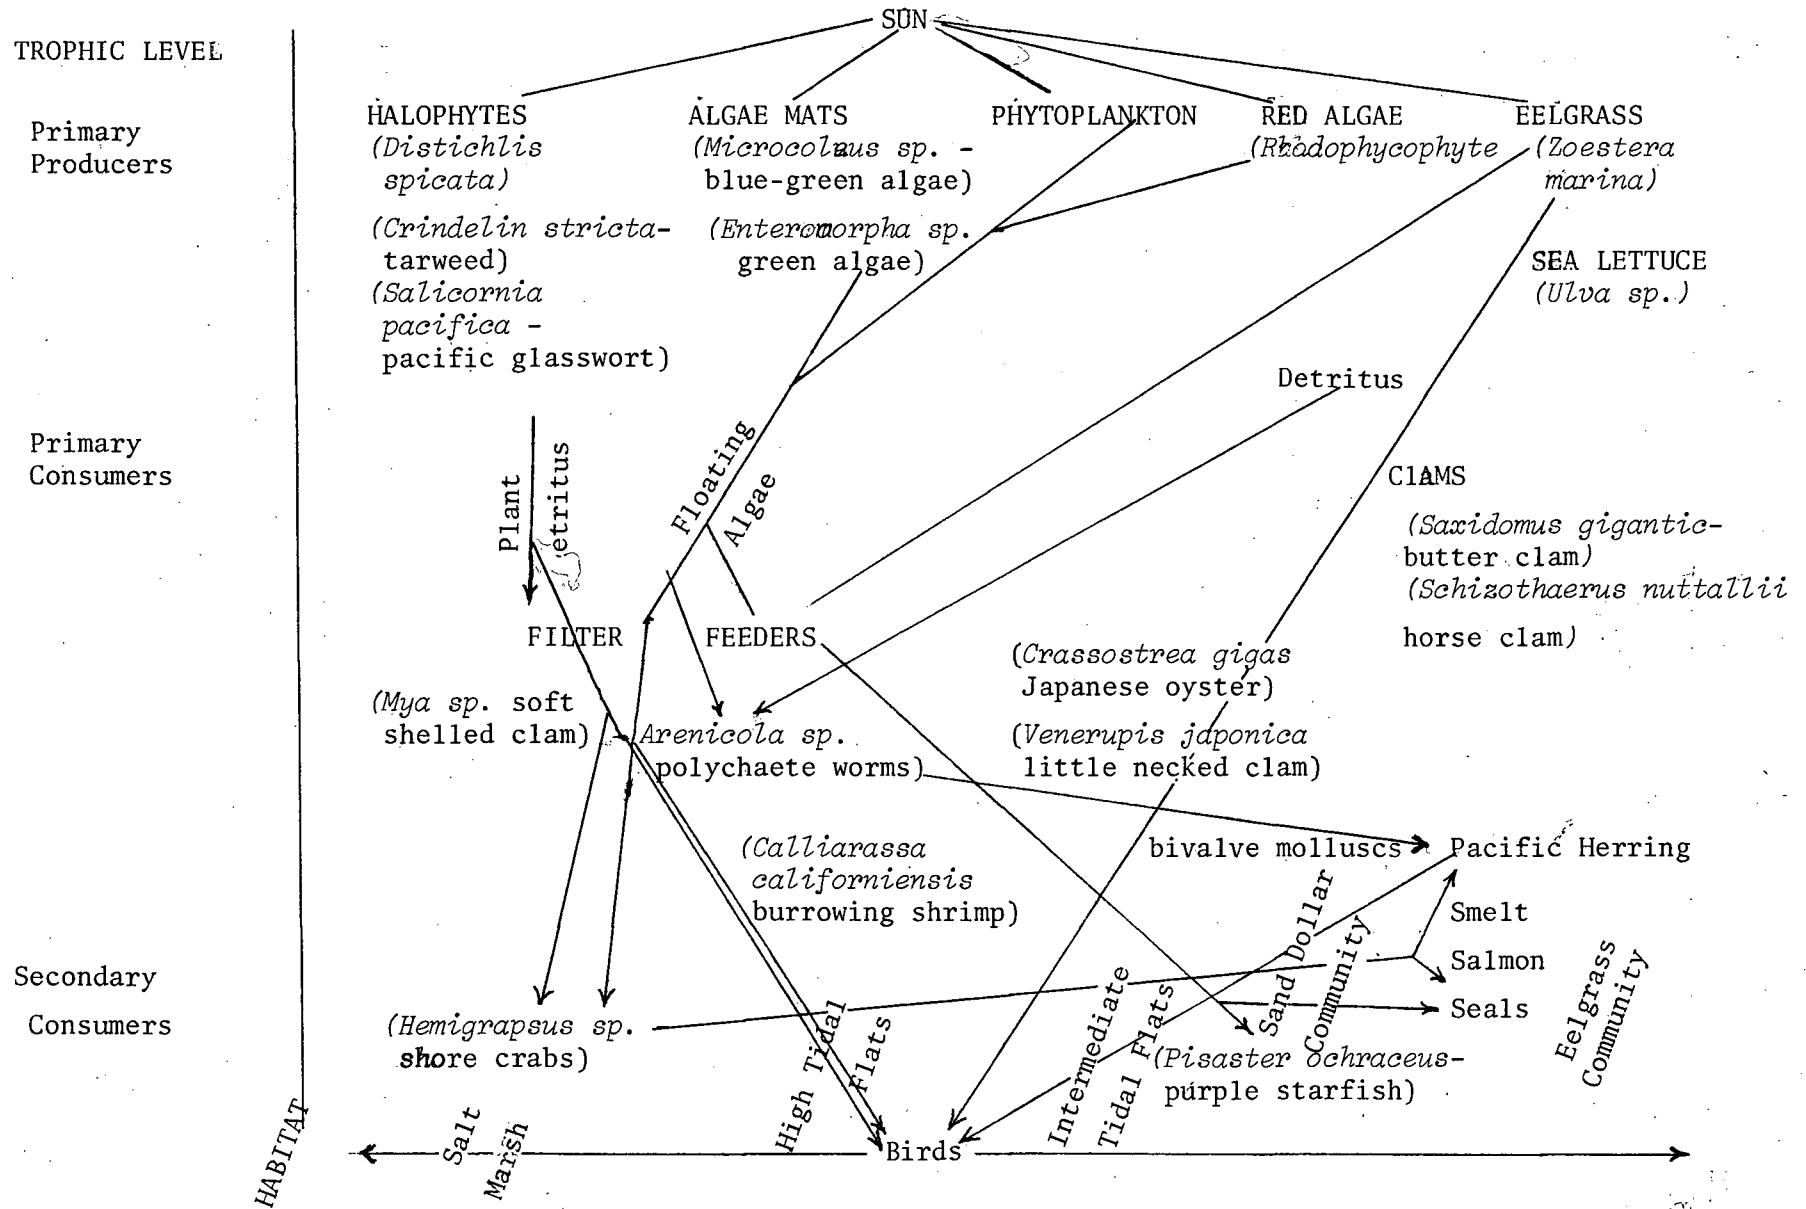 SUN
TROPHIC LEVEL
Primary
Producers
HALOPHYTES
(Distichlis
spicata)
(Crindelin stricta-
tarweed)
(Salicornia
pacifica -
pacific glasswort)
ALGAE MATS
(Microcolaus sp. -
blue-green algae)
(Enteromorpha sp.
green algae)
PHYTOPLANKTON
RED ALGAE
(Rhodophycophyte
EELGRASS
(Zoestera
marina)
SEA LETTUCE
(Ulva sp.)
Detritus
Primary
Consumers
Plant
etritus
Floating
Algae
FILTER FEEDERS
ClAMS
(Saxidomus gigantic-
butter clam)
(Schizothaerus nuttallii
horse clam)
(Mya sp. soft
shelled clam)
Arenicola sp.
polychaete worms)
(Crassostrea gigas
Japanese oyster)
(Venerupis japonica
little necked clam)
(Calliarassa
californiensis
burrowing shrimp)
bivalve molluscs
Pacific Herring
Smelt
Salmon
Seals
Secondary
Consumers
(Hemigrapsus sp.
shore crabs)
(Pisaster ochraceus-
purple starfish)
HABITAT
Salt
Marsh
High Tidal
Flats
Birds
Intermediate
Tidal Flats
Sand Dollar
Community
Eelgrass
Community